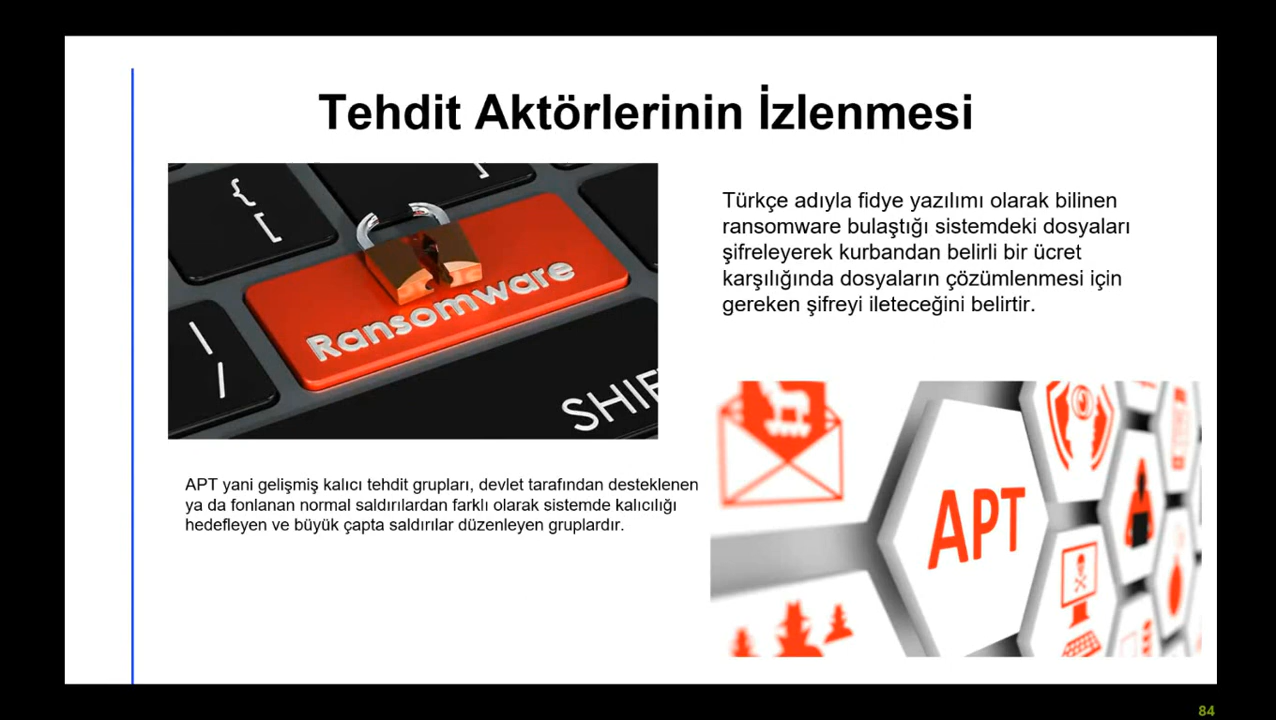 Tehdit Aktörlerinin İzlenmesi
{
[
]
Ransomware
\
/
SHIF
Türkçe adıyla fidye yazılımı olarak bilinen
ransomware bulaştığı sistemdeki dosyaları
şifreleyerek kurbandan belirli bir ücret
karşılığında dosyaların çözümlenmesi için
gereken şifreyi ileteceğini belirtir.
APT yani gelişmiş kalıcı tehdit grupları, devlet tarafından desteklenen
ya da fonlanan normal saldırılardan farklı olarak sistemde kalıcılığı
hedefleyen ve büyük çapta saldırılar düzenleyen gruplardır.
APT
84